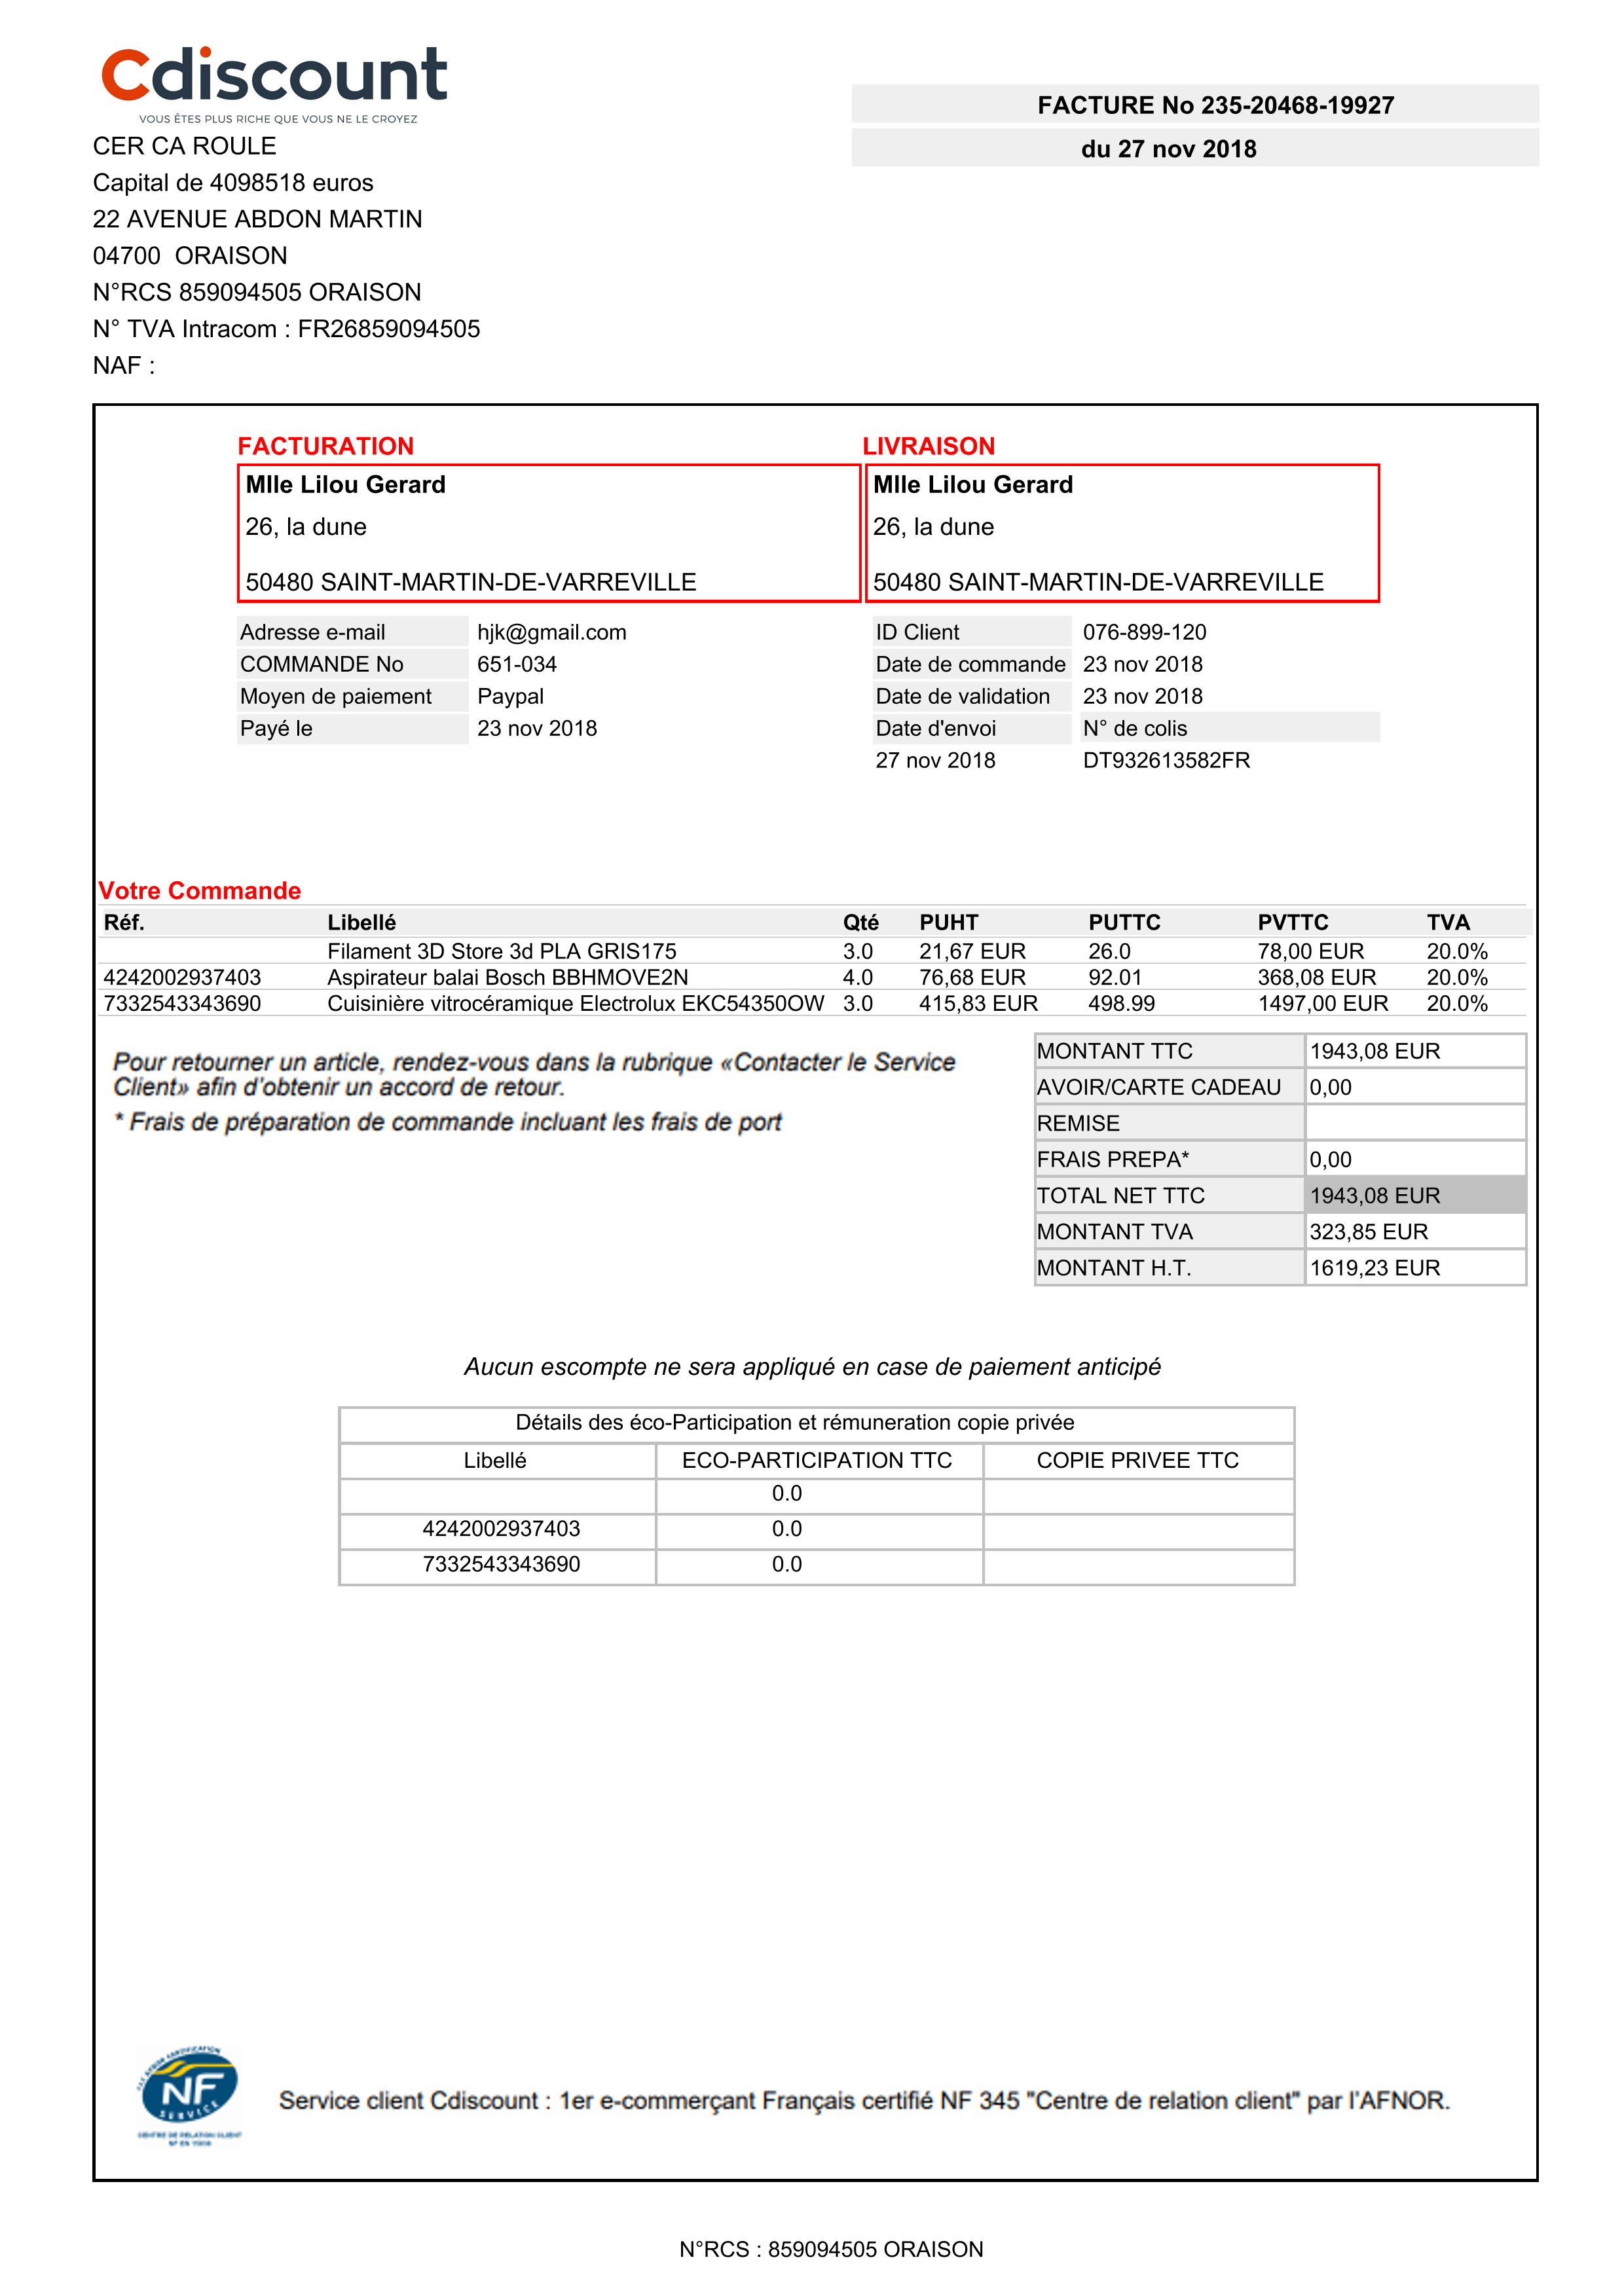 Cdiscount
VOUS ÊTES PLUS RICHE QUE VOUS NE LE CROYEZ
FACTURE No 235-20468-19927
du 27 nov 2018
CER CA ROULE
Capital de 4098518 euros
22 AVENUE ABDON MARTIN
04700 ORAISON
N°RCS 859094505 ORAISON
N° TVA Intracom : FR26859094505
NAF :
FACTURATION
Mlle Lilou Gerard
26, la dune
50480 SAINT-MARTIN-DE-VARREVILLE
LIVRAISON
Mlle Lilou Gerard
26, la dune
50480 SAINT-MARTIN-DE-VARREVILLE
Adresse e-mail hjk@gmail.com
COMMANDE No 651-034
Moyen de paiement Paypal
Payé le 23 nov 2018
ID Client 076-899-120
Date de commande 23 nov 2018
Date de validation 23 nov 2018
Date d'envoi N° de colis
27 nov 2018 DT932613582FR
Votre Commande
Réf. Libellé Qté PUHT PUTTC PVTTC TVA
Filament 3D Store 3d PLA GRIS175 3.0 21,67 EUR 26.0 78,00 EUR 20.0%
4242002937403 Aspirateur balai Bosch BBHMOVE2N 4.0 76,68 EUR 92.01 368,08 EUR 20.0%
7332543343690 Cuisinière vitrocéramique Electrolux EKC54350OW 3.0 415,83 EUR 498.99 1497,00 EUR 20.0%
Pour retourner un article, rendez-vous dans la rubrique «Contacter le Service
Client» afin d'obtenir un accord de retour.
* Frais de préparation de commande incluant les frais de port
MONTANT TTC 1943,08 EUR
AVOIR/CARTE CADEAU 0,00
REMISE
FRAIS PREPA* 0,00
TOTAL NET TTC 1943,08 EUR
MONTANT TVA 323,85 EUR
MONTANT H.T. 1619,23 EUR
Aucun escompte ne sera appliqué en case de paiement anticipé
Détails des éco-Participation et rémuneration copie privée
Libellé ECO-PARTICIPATION TTC COPIE PRIVEE TTC
0.0
4242002937403 0.0
7332543343690 0.0
NF
SERVICE
CENTRE DE RELATION CLIENT
Service client Cdiscount : 1er e-commerçant Français certifié NF 345 "Centre de relation client" par l'AFNOR.
N°RCS : 859094505 ORAISON